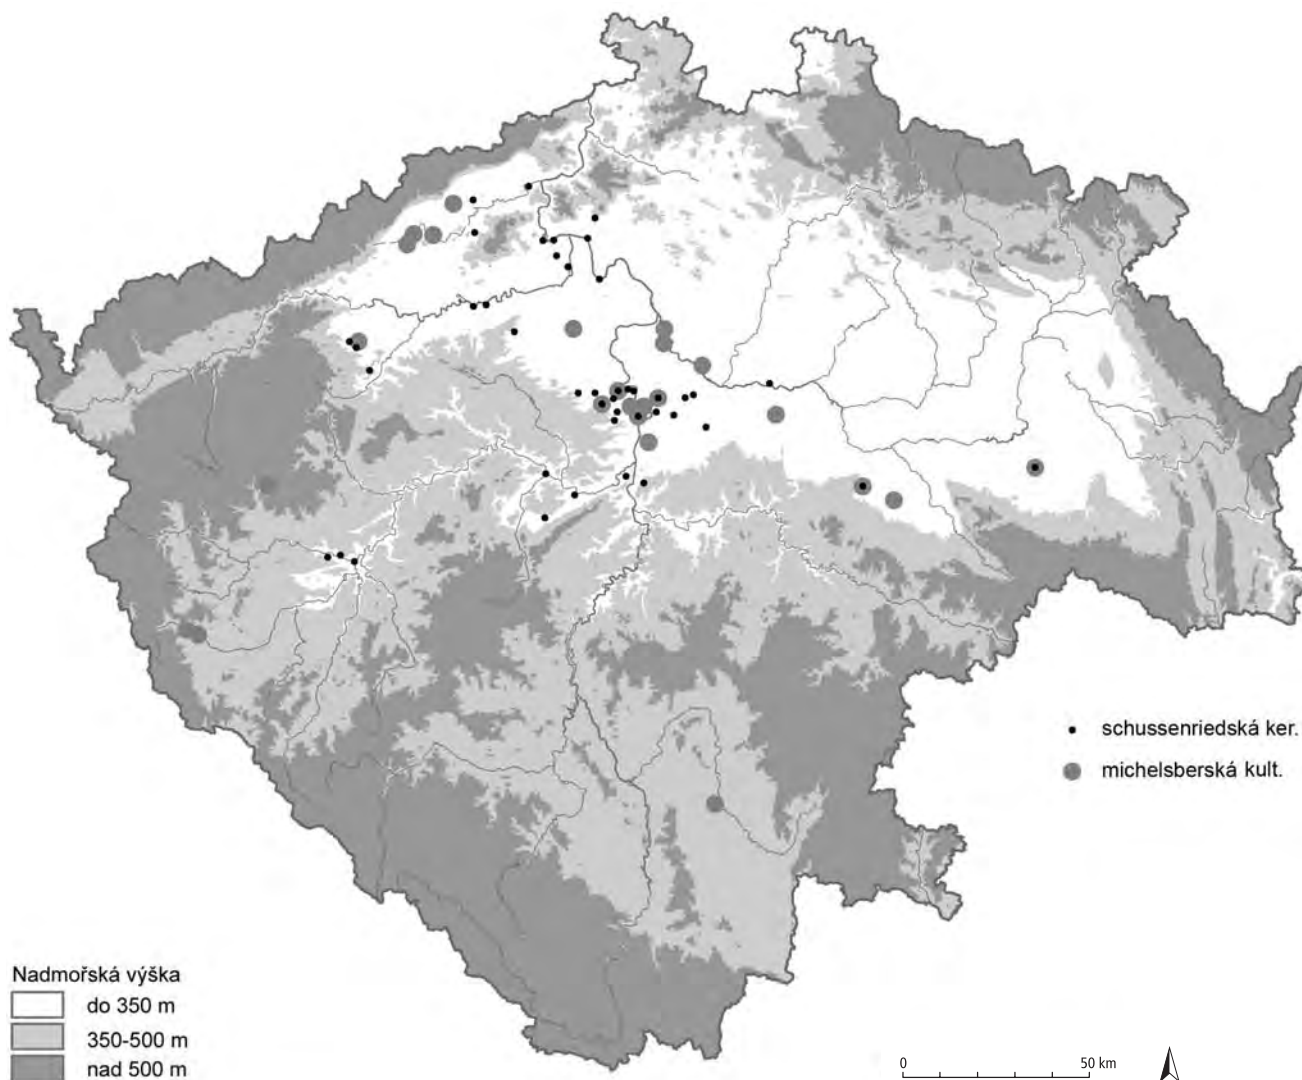 schussenriedská ker.
michelsberská kult.
Nadmořská výška
do 350 m
350-500 m
nad 500 m
0 50 km